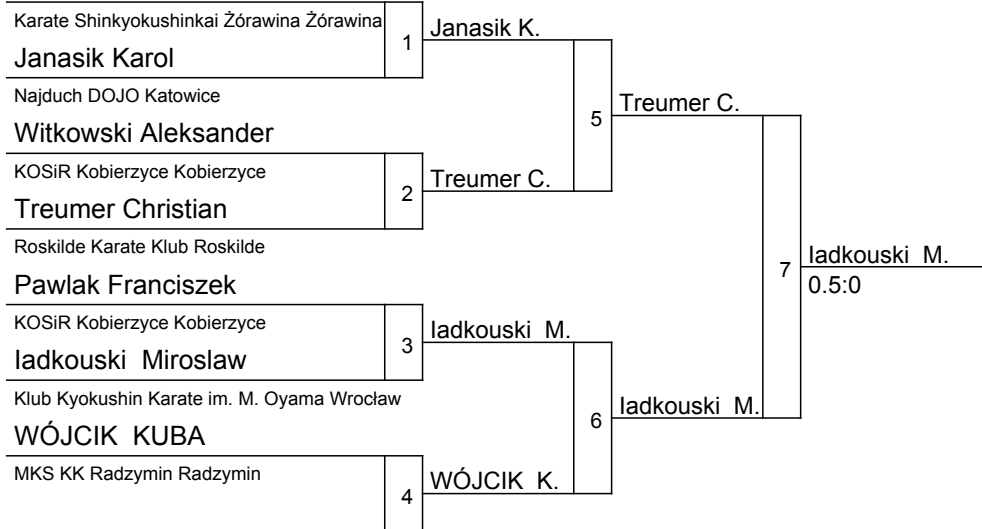 Karate Shinkyokushinkai Żórawina Żórawina
1
Janasik K.
Janasik Karol
Najduch DOJO Katowice
5
Treumer C.
Witkowski Aleksander
KOSiR Kobierzyce Kobierzyce
2
Treumer C.
Treumer Christian
Roskilde Karate Klub Roskilde
7
Iadkouski M.
0.5:0
Pawlak Franciszek
KOSiR Kobierzyce Kobierzyce
3
Iadkouski M.
Iadkouski Miroslaw
Klub Kyokushin Karate im. M. Oyama Wrocław
6
Iadkouski M.
WÓJCIK KUBA
MKS KK Radzymin Radzymin
4
WÓJCIK K.